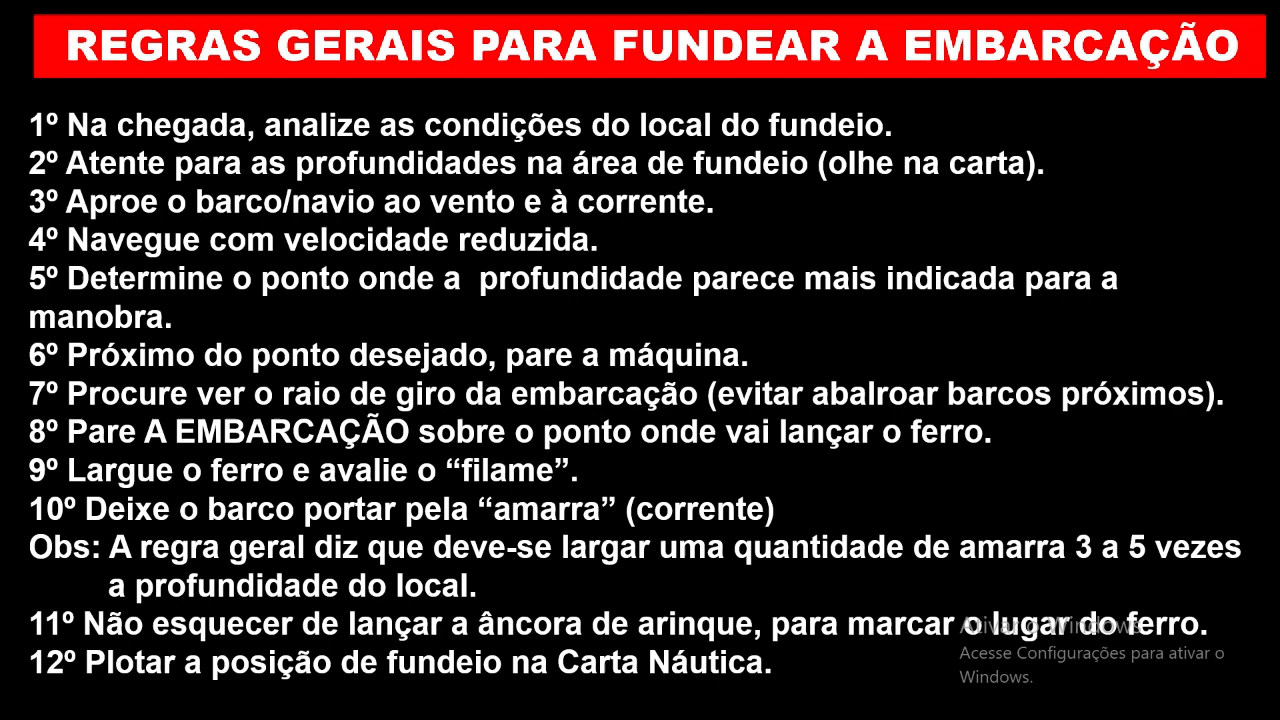 REGRAS GERAIS PARA FUNDEAR A EMBARCAÇÃO
1º Na chegada, analize as condições do local do fundeio.
2º Atente para as profundidades na área de fundeio (olhe na carta).
3º Aproe o barco/navio ao vento e à corrente.
4º Navegue com velocidade reduzida.
5º Determine o ponto onde a  profundidade parece mais indicada para a
manobra.
6º Próximo do ponto desejado, pare a máquina.
7º Procure ver o raio de giro da embarcação (evitar abalroar barcos próximos).
8º Pare A EMBARCAÇÃO sobre o ponto onde vai lançar o ferro.
9º Largue o ferro e avalie o “filame”.
10º Deixe o barco portar pela “amarra” (corrente)
Obs: A regra geral diz que deve-se largar uma quantidade de amarra 3 a 5 vezes
a profundidade do local.
11º Não esquecer de lançar a âncora de arinque, para marcar o lugar do ferro.
12º Plotar a posição de fundeio na Carta Náutica.
Ativar o Windows
Acesse Configurações para ativar o
Windows.